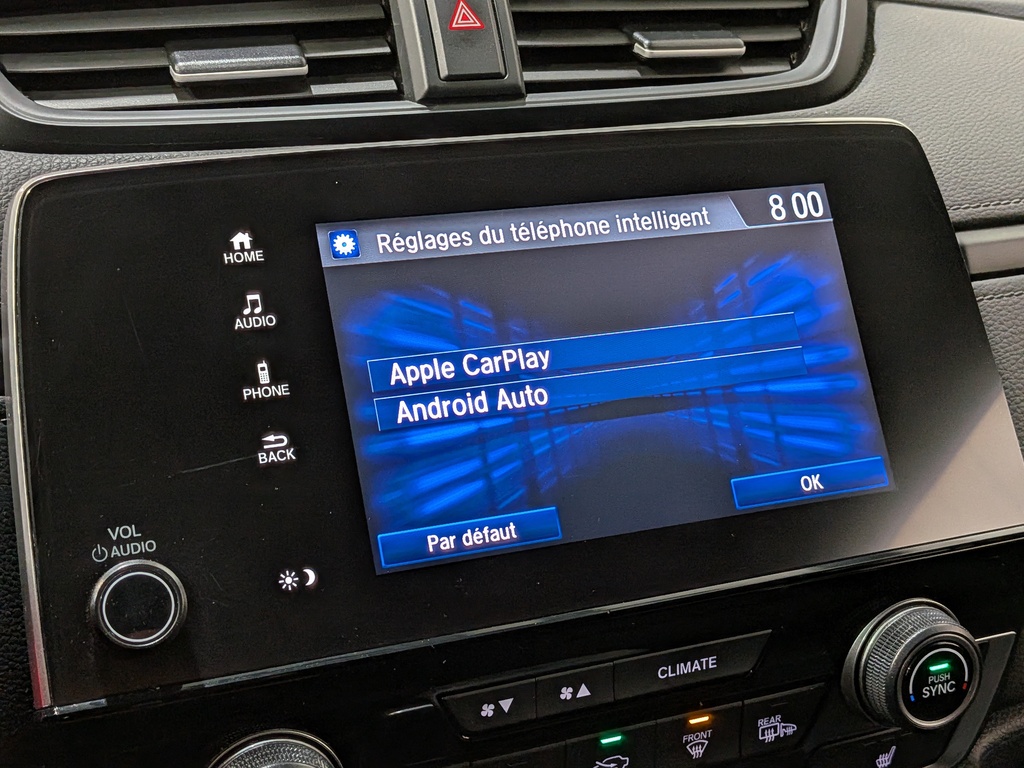 Réglages du téléphone intelligent
8 00
HOME
AUDIO
PHONE
BACK
Apple CarPlay
Android Auto
OK
Par défaut
VOL
AUDIO
CLIMATE
PUSH
SYNC
FRONT
REAR